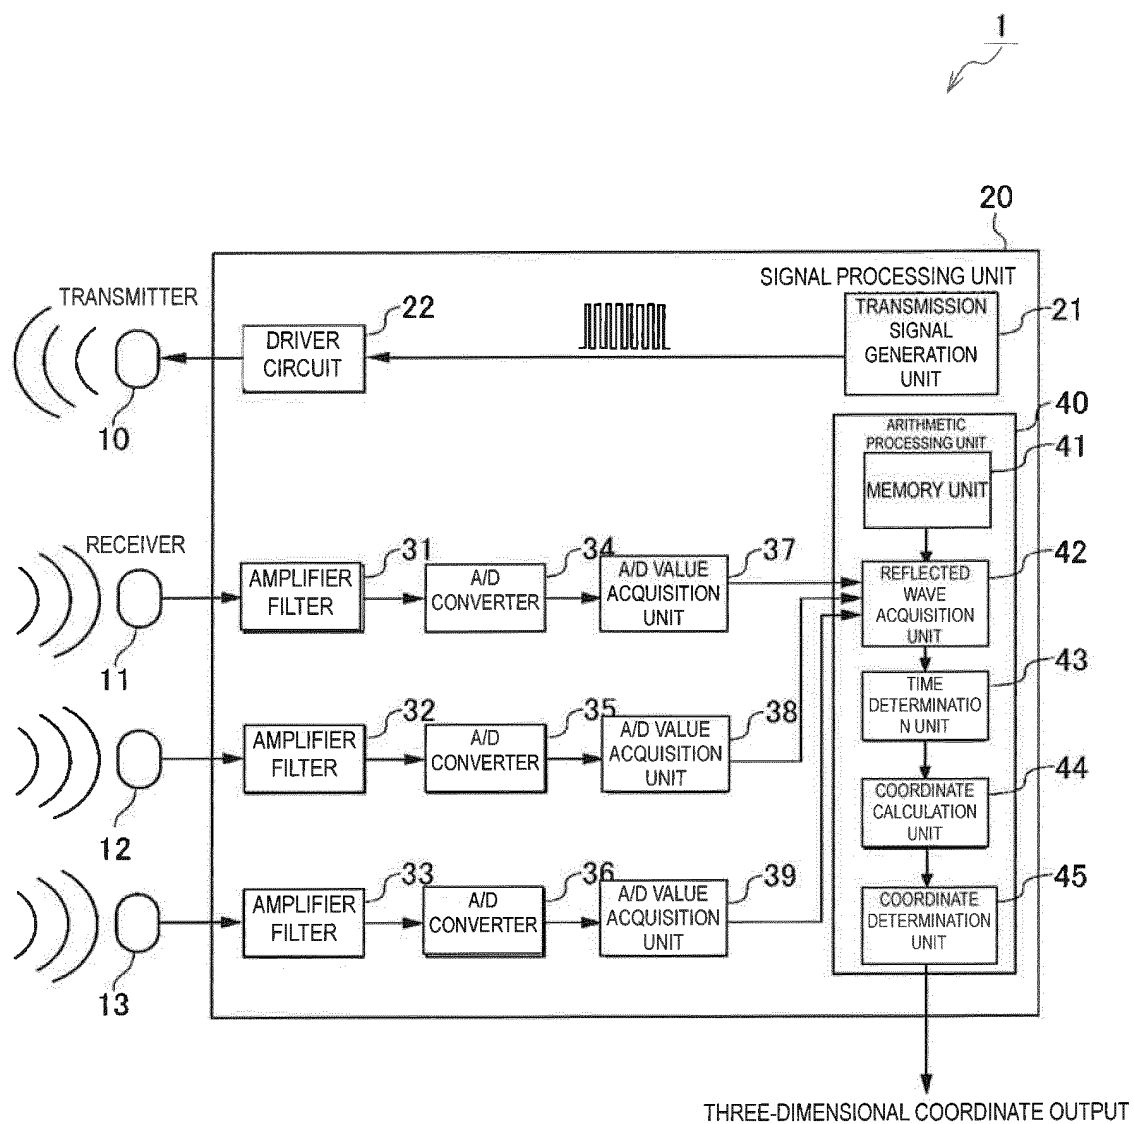 1
20
SIGNAL PROCESSING UNIT
TRANSMITTER
10
22
DRIVER
CIRCUIT
TRANSMISSION
SIGNAL
GENERATION
UNIT
21
40
ARITHMETIC
PROCESSING UNIT
41
MEMORY UNIT
RECEIVER
11
31
AMPLIFIER
FILTER
34
A/D
CONVERTER
37
A/D VALUE
ACQUISITION
UNIT
42
REFLECTED
WAVE
ACQUISITION
UNIT
43
TIME
DETERMINATIO
N UNIT
12
32
AMPLIFIER
FILTER
35
A/D
CONVERTER
38
A/D VALUE
ACQUISITION
UNIT
44
COORDINATE
CALCULATION
UNIT
13
33
AMPLIFIER
FILTER
36
A/D
CONVERTER
39
A/D VALUE
ACQUISITION
UNIT
45
COORDINATE
DETERMINATION
UNIT
THREE-DIMENSIONAL COORDINATE OUTPUT